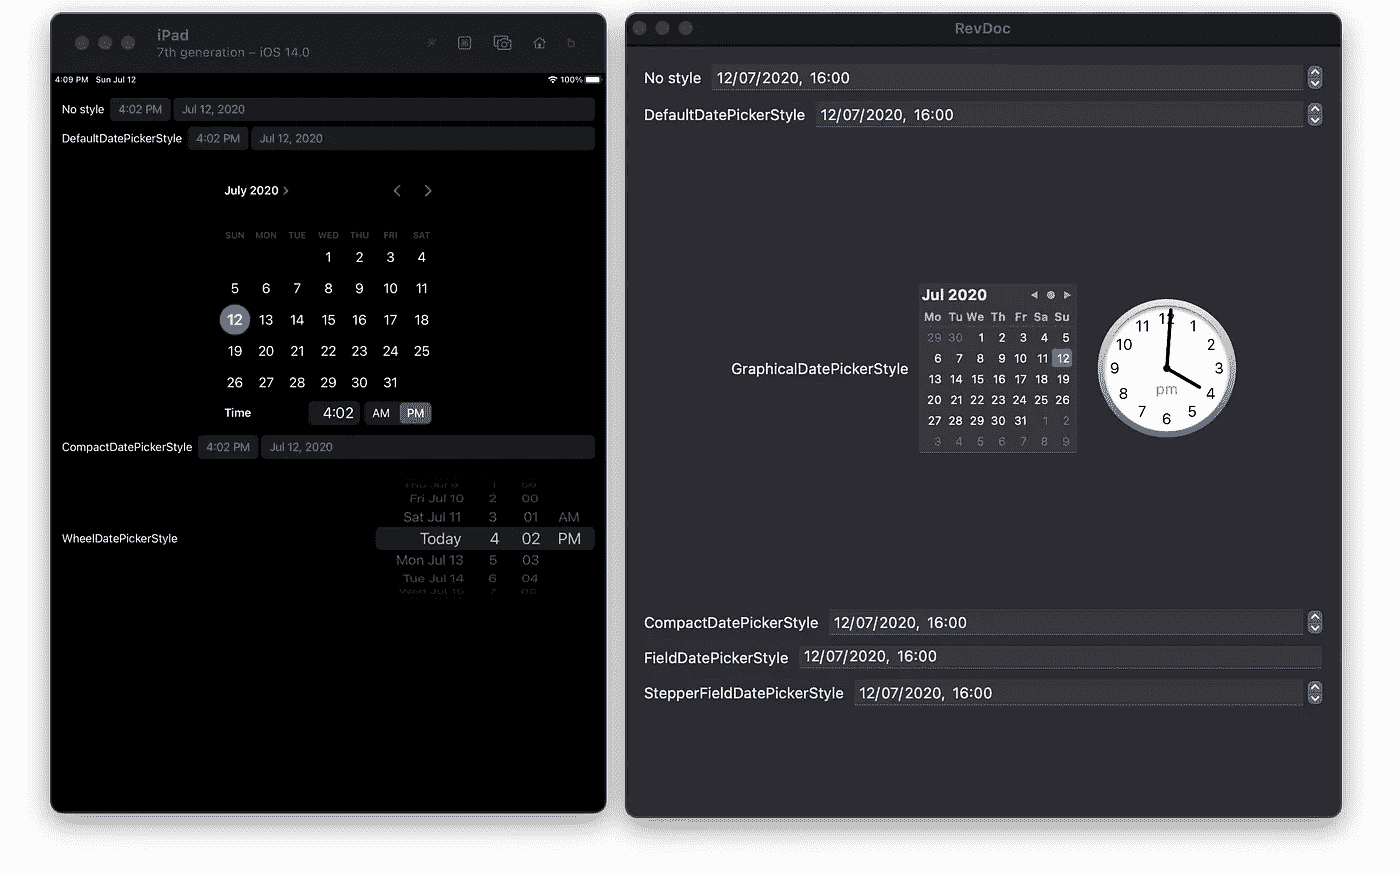 iPad
7th generation – iOS 14.0
4:09 PM Sun Jul 12
100%
No style 4:02 PM Jul 12, 2020
DefaultDatePickerStyle 4:02 PM Jul 12, 2020
July 2020
SUN MON TUE WED THU FRI SAT
1 2 3 4
5 6 7 8 9 10 11
12 13 14 15 16 17 18
19 20 21 22 23 24 25
26 27 28 29 30 31
Time 4:02 AM PM
CompactDatePickerStyle 4:02 PM Jul 12, 2020
Thu Jul 9 1
Fri Jul 10 2 00
Sat Jul 11 3 01 AM
WheelDatePickerStyle Today 4 02 PM
Mon Jul 13 5 03
Tue Jul 14 6 04
Wed Jul 15 7 05
RevDoc
No style 12/07/2020, 16:00
DefaultDatePickerStyle 12/07/2020, 16:00
GraphicalDatePickerStyle
Jul 2020
Mo Tu We Th Fr Sa Su
29 30 1 2 3 4 5
6 7 8 9 10 11 12
13 14 15 16 17 18 19
20 21 22 23 24 25 26
27 28 29 30 31 1 2
3 4 5 6 7 8 9
12 1 2 3 4 5 6 7 8 9 10 11
pm
CompactDatePickerStyle 12/07/2020, 16:00
FieldDatePickerStyle 12/07/2020, 16:00
StepperFieldDatePickerStyle 12/07/2020, 16:00